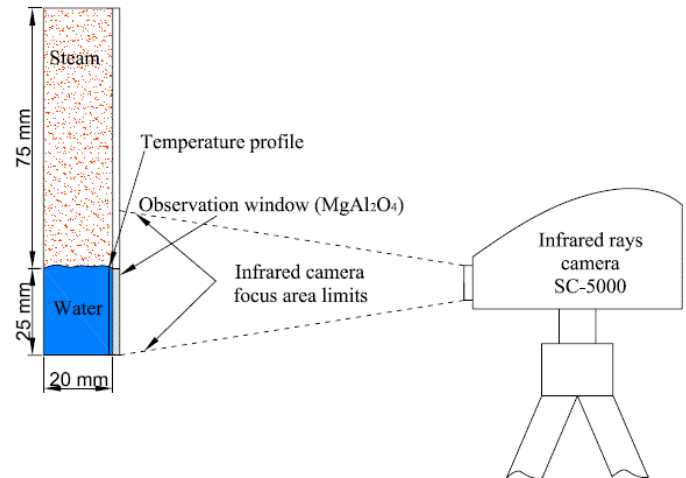 Steam
75 mm
Temperature profile
Observation window (MgAl₂O₄)
Infrared rays
camera
SC-5000
Infrared camera
focus area limits
Water
25 mm
20 mm